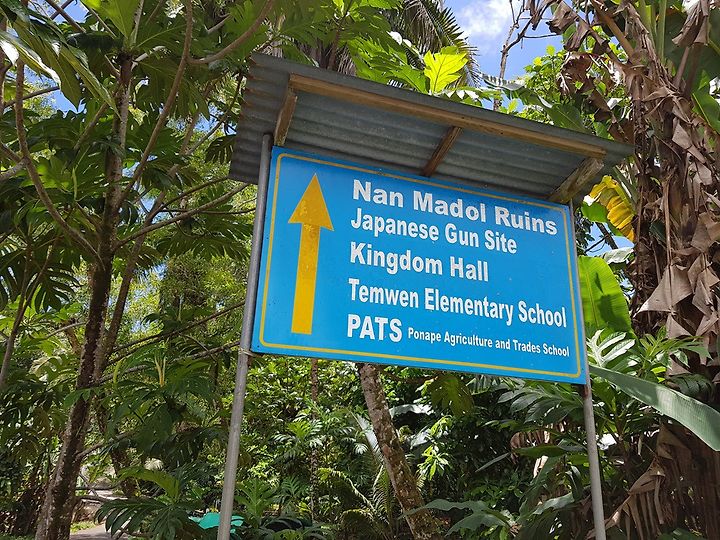 Nan Madol Ruins
Japanese Gun Site
Kingdom Hall
Temwen Elementary School
PATS Ponape Agriculture and Trades School